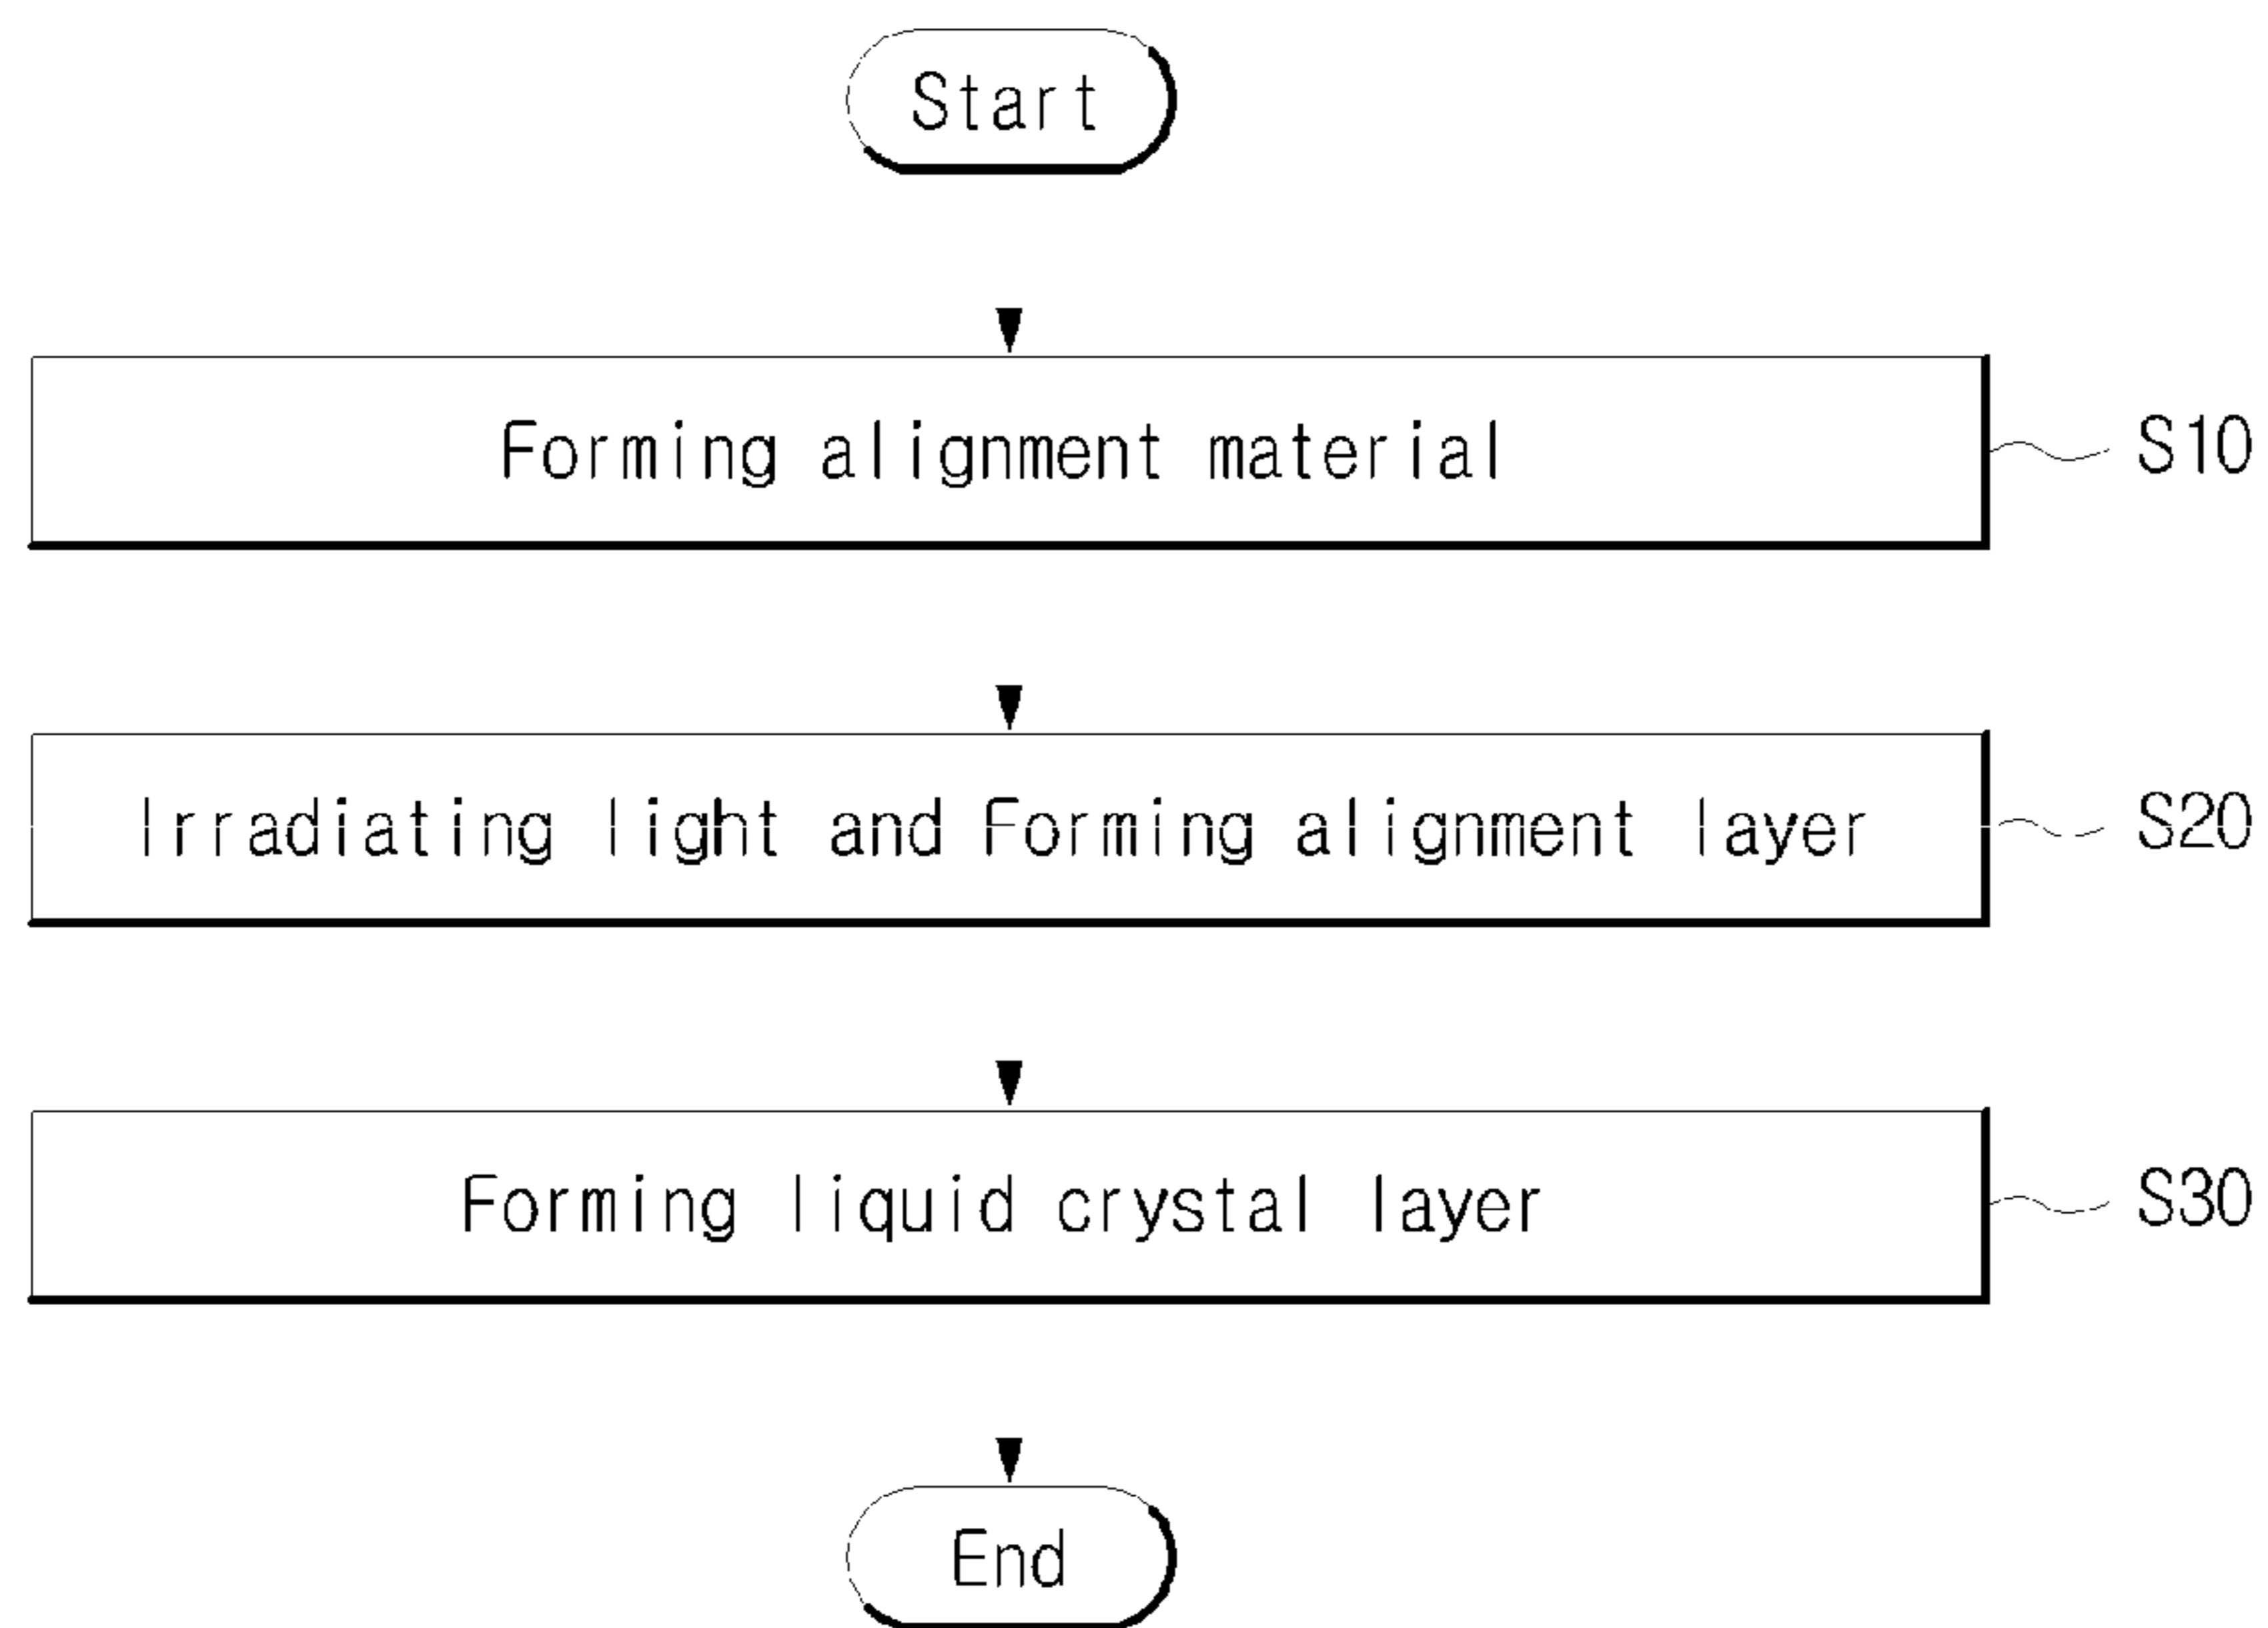 Start
Forming alignment material
S10
Irradiating light and Forming alignment layer
S20
Forming liquid crystal layer
S30
End